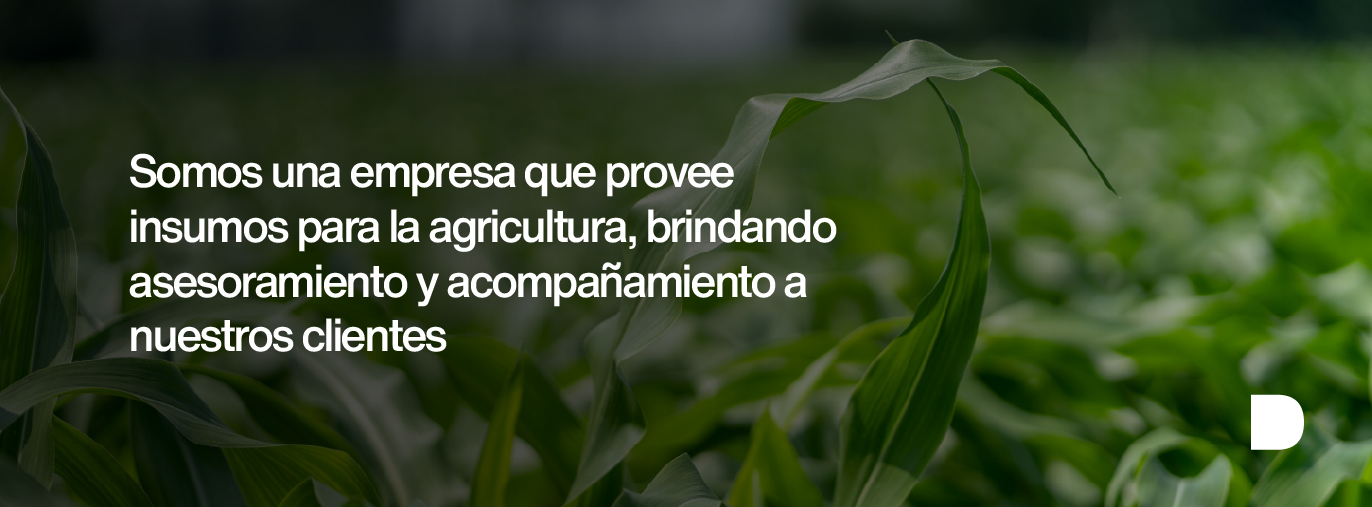 Somos una empresa que provee
insumos para la agricultura, brindando
asesoramiento y acompañamiento a
nuestros clientes
D